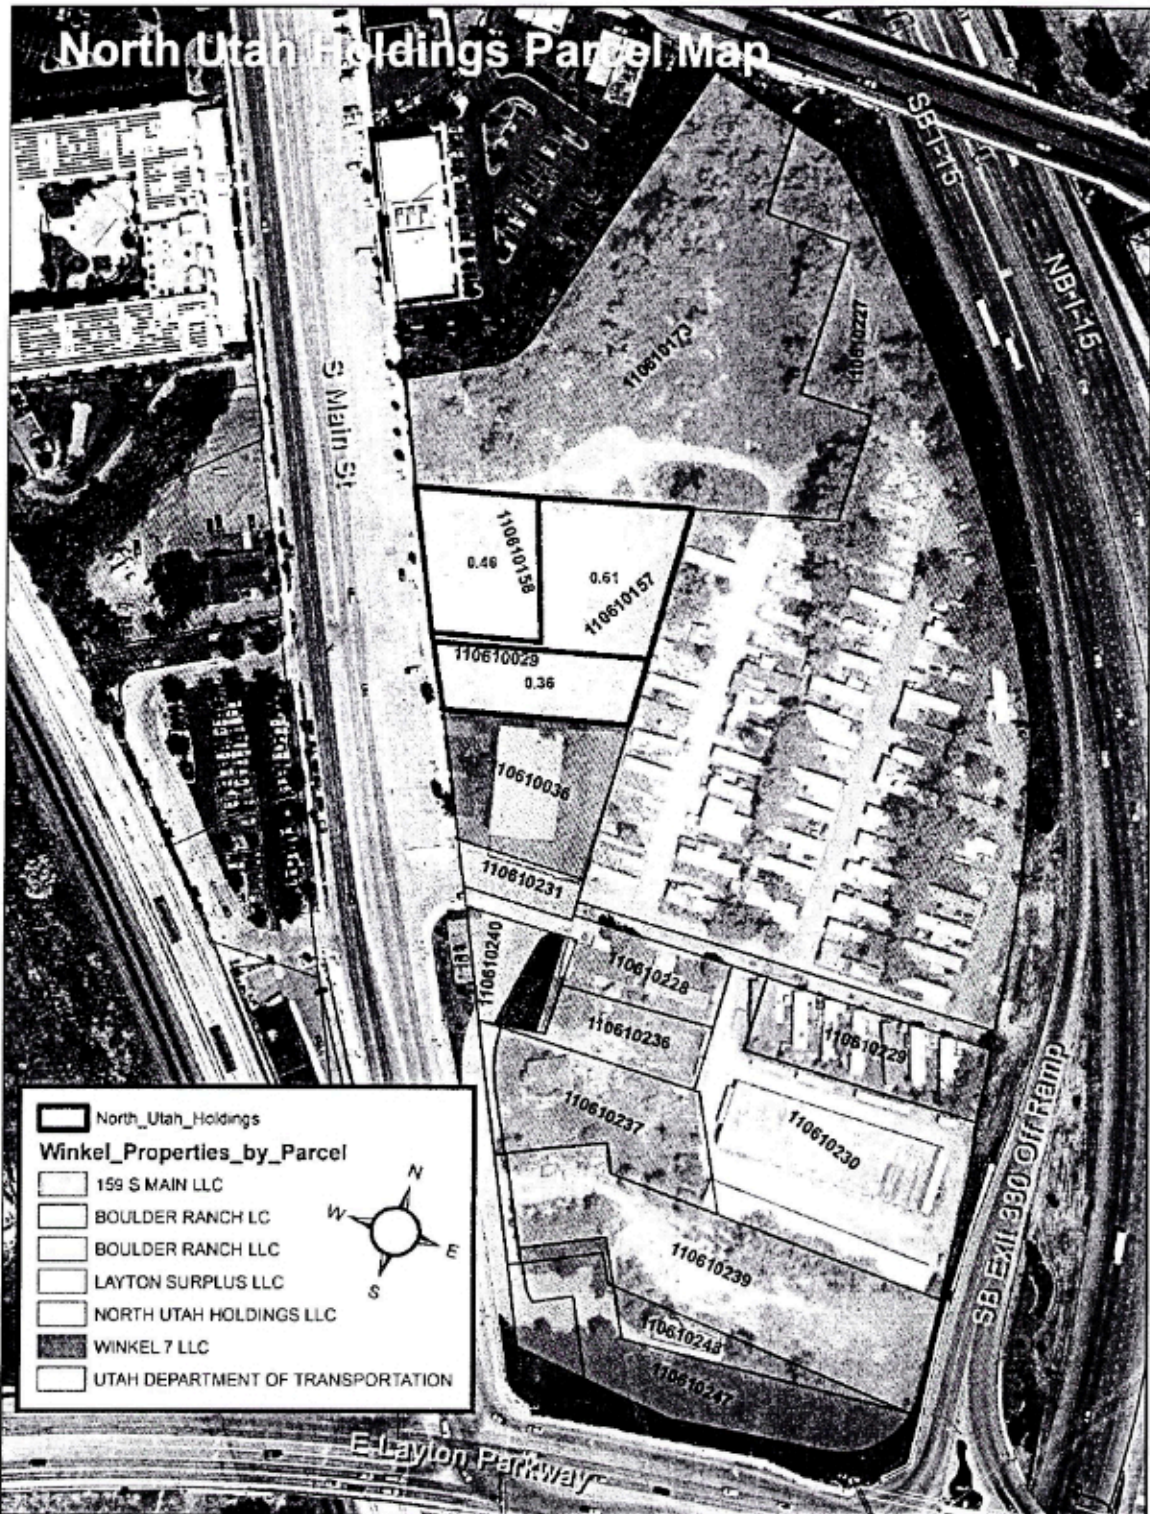 North Utah Holdings Parcel Map
SB I-15
NB I-15
S Main St
110610173
110610227
110610158
0.46
0.61
110610157
110610029
0.36
10610036
110610231
110610240
110610228
110610236
110610229
110610237
110610230
110610239
110610248
110610247
SB Exit 330 Off Ramp
E Layton Parkway
North_Utah_Holdings
Winkel_Properties_by_Parcel
159 S MAIN LLC
BOULDER RANCH LC
BOULDER RANCH LLC
LAYTON SURPLUS LLC
NORTH UTAH HOLDINGS LLC
WINKEL 7 LLC
UTAH DEPARTMENT OF TRANSPORTATION
N
W
E
S